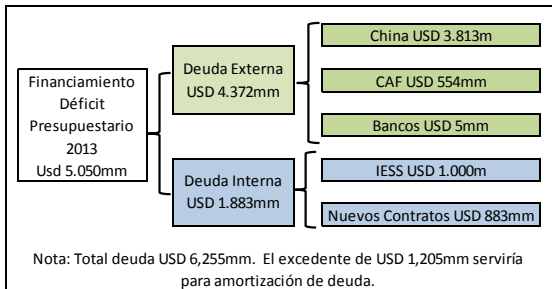 Financiamiento
Déficit
Presupuestario
2013
Usd 5.050mm
Deuda Externa
USD 4.372mm
China USD 3.813m
CAF USD 554mm
Bancos USD 5mm
Deuda Interna
USD 1.883mm
IESS USD 1.000m
Nuevos Contratos USD 883mm
Nota: Total deuda USD 6,255mm. El excedente de USD 1,205mm serviría
para amortización de deuda.